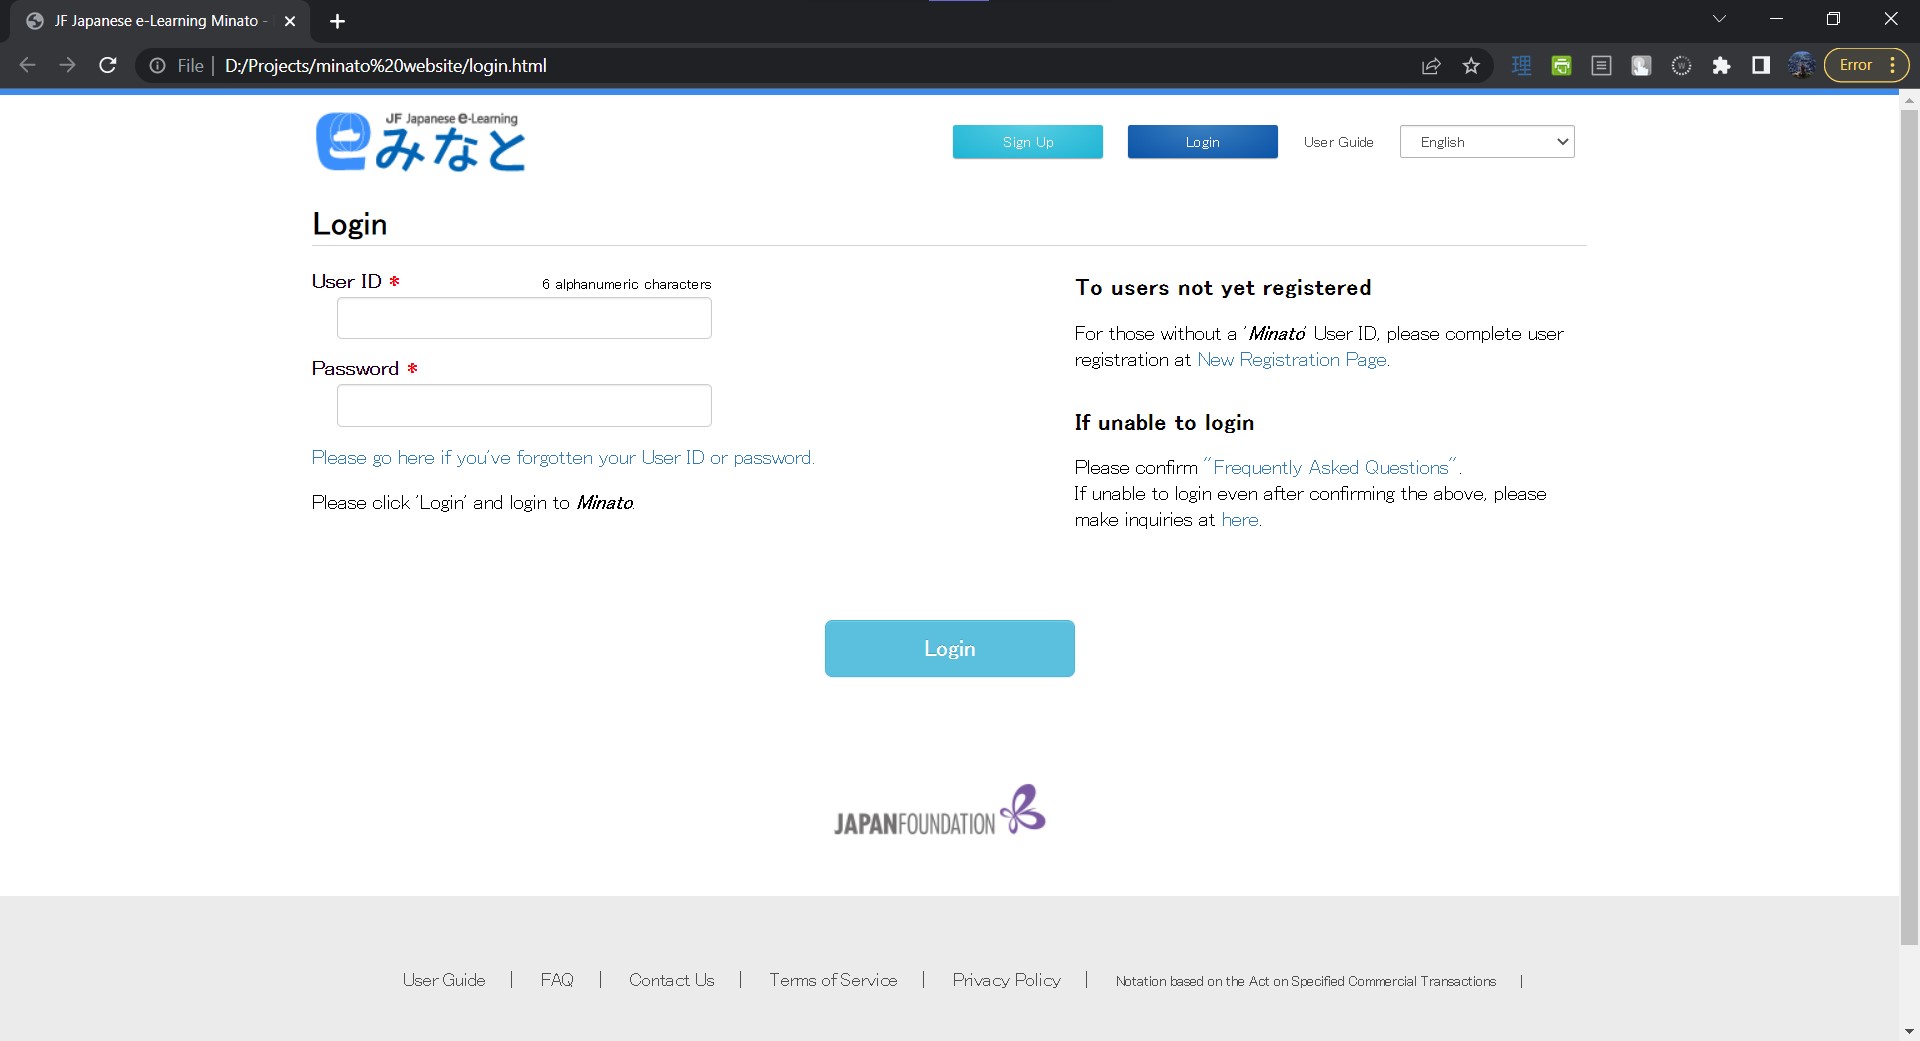 JF Japanese e-Learning Minato -
File
D:/Projects/minato%20website/login.html
Error
JF Japanese e-Learning
eみなと
Sign Up
Login
User Guide
English
Login
User ID *
6 alphanumeric characters
Password *
Please go here if you've forgotten your User ID or password.
Please click 'Login' and login to Minato.
To users not yet registered
For those without a 'Minato' User ID, please complete user
registration at New Registration Page.
If unable to login
Please confirm "Frequently Asked Questions".
If unable to login even after confirming the above, please
make inquiries at here.
Login
JAPANFOUNDATION
User Guide | FAQ | Contact Us | Terms of Service | Privacy Policy | Notation based on the Act on Specified Commercial Transactions |